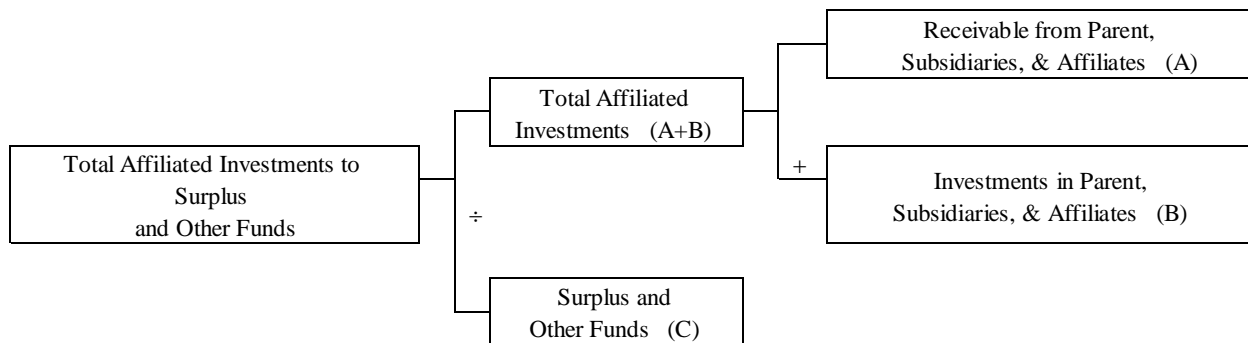 Total Affiliated Investments to
Surplus
and Other Funds
Total Affiliated
Investments (A+B)
÷
Surplus and
Other Funds (C)
Receivable from Parent,
Subsidiaries, & Affiliates (A)
+
Investments in Parent,
Subsidiaries, & Affiliates (B)